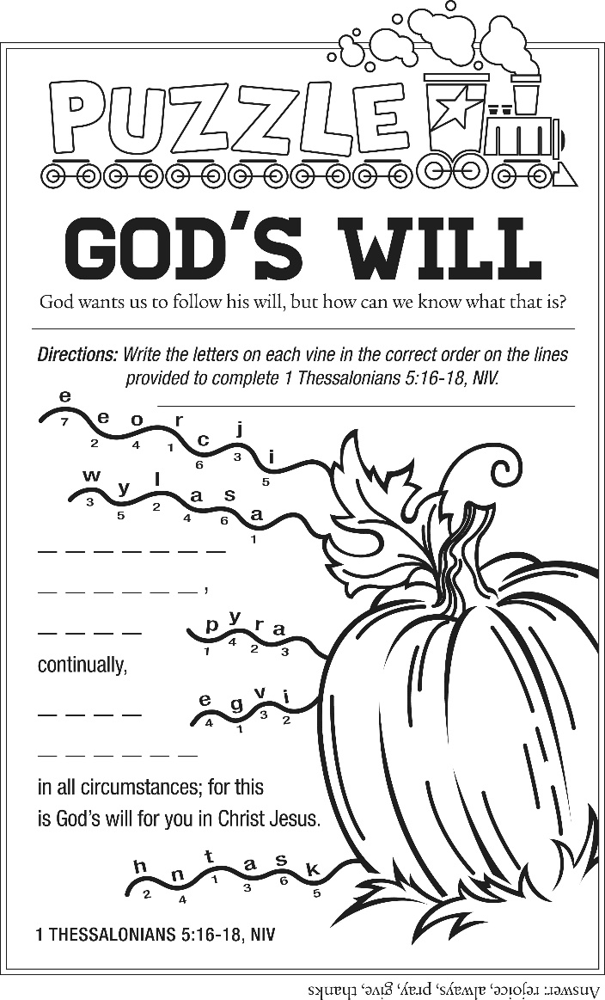 PUZZLE
GOD'S WILL
God wants us to follow his will, but how can we know what that is?
Directions: Write the letters on each vine in the correct order on the lines
provided to complete 1 Thessalonians 5:16-18, NIV.
e e o r c j i
7 2 4 1 6 3 5
w y l a s a
3 5 2 4 6 1
_ _ _ _ _ _ _
_ _ _ _ _ _ ,
p y r a
1 4 2 3
_ _ _ _
continually,
e g v i
4 1 3 2
_ _ _ _
_ _ _ _ _ _
in all circumstances; for this
is God's will for you in Christ Jesus.
h n t a s k
2 4 1 3 6 5
1 THESSALONIANS 5:16-18, NIV
Answer: rejoice, always, pray, give, thanks